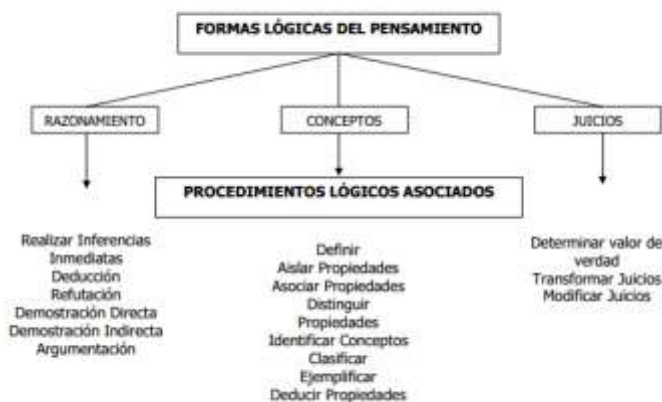 FORMAS LÓGICAS DEL PENSAMIENTO
RAZONAMIENTO
CONCEPTOS
JUICIOS
PROCEDIMIENTOS LÓGICOS ASOCIADOS
Realizar Inferencias
Inmediatas
Deducción
Refutación
Demostración Directa
Demostración Indirecta
Argumentación
Definir
Aislar Propiedades
Asociar Propiedades
Distinguir
Propiedades
Identificar Conceptos
Clasificar
Ejemplificar
Deducir Propiedades
Determinar valor de
verdad
Transformar Juicios
Modificar Juicios